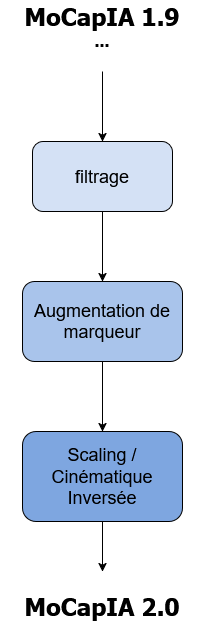 MoCapIA 1.9
...
filtrage
Augmentation de
marqueur
Scaling /
Cinématique
Inversée
MoCapIA 2.0